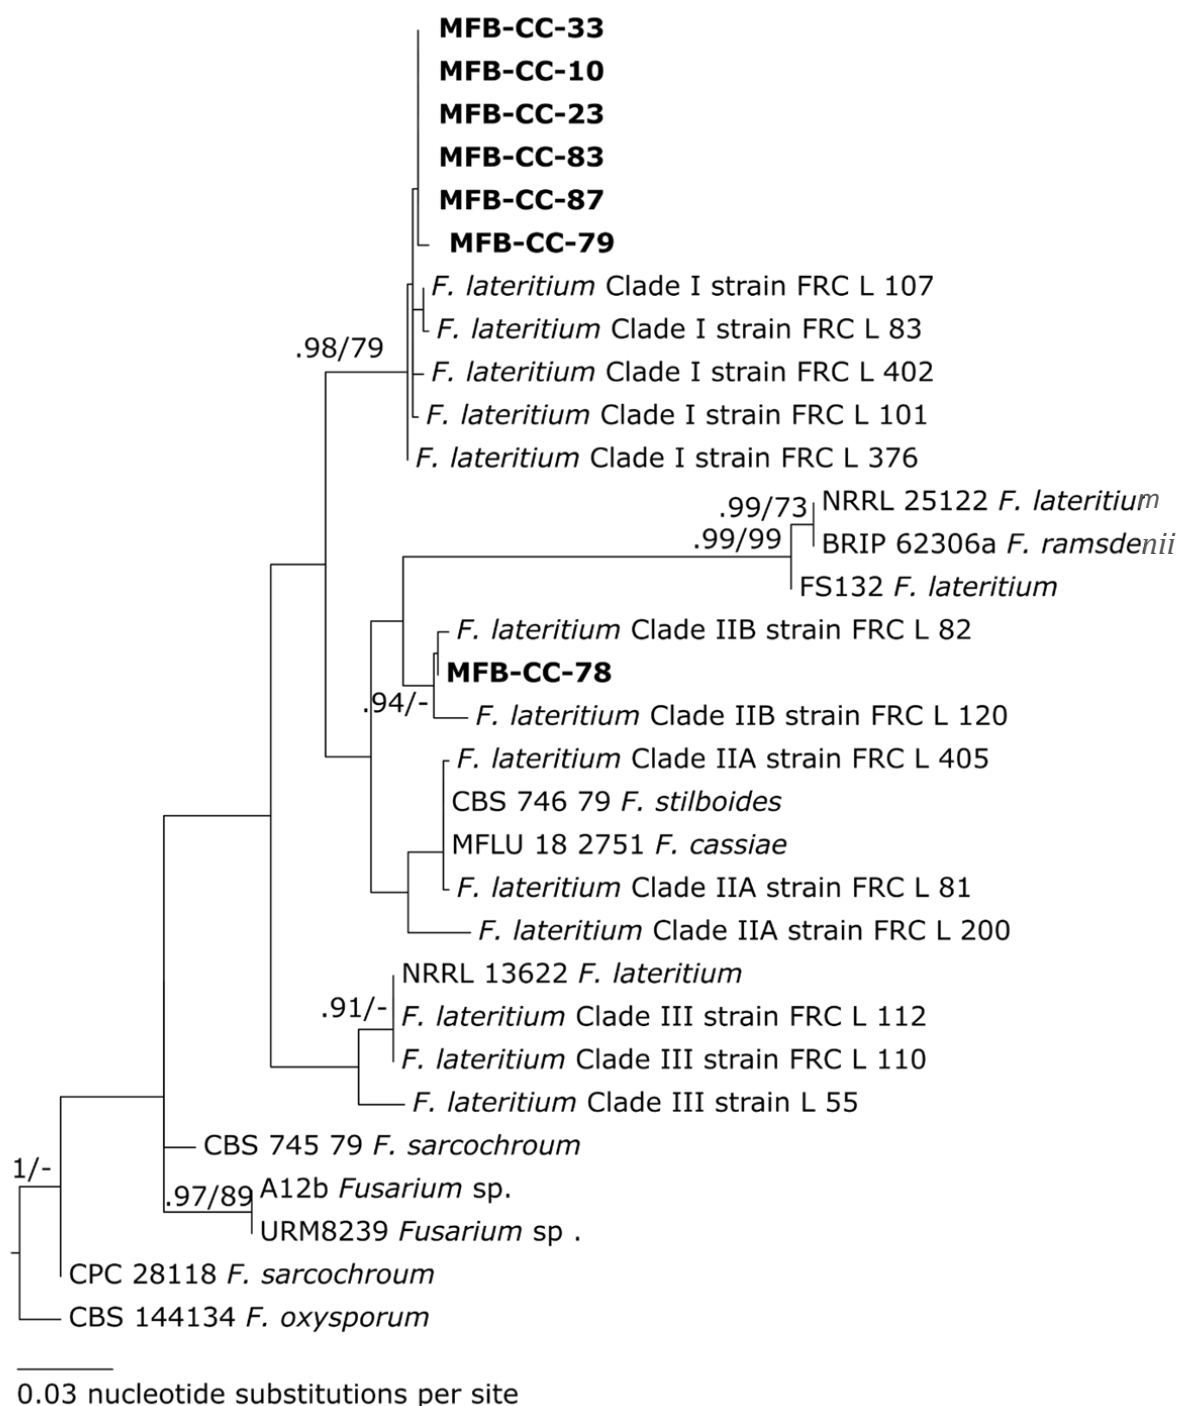 MFB-CC-33
MFB-CC-10
MFB-CC-23
MFB-CC-83
MFB-CC-87
MFB-CC-79
F. lateritium Clade I strain FRC L 107
F. lateritium Clade I strain FRC L 83
.98/79
F. lateritium Clade I strain FRC L 402
F. lateritium Clade I strain FRC L 101
F. lateritium Clade I strain FRC L 376
.99/73
NRRL 25122 F. lateritium
.99/99
BRIP 62306a F. ramsdenii
FS132 F. lateritium
F. lateritium Clade IIB strain FRC L 82
MFB-CC-78
.94/-
F. lateritium Clade IIB strain FRC L 120
F. lateritium Clade IIA strain FRC L 405
CBS 746 79 F. stilboides
MFLU 18 2751 F. cassiae
F. lateritium Clade IIA strain FRC L 81
F. lateritium Clade IIA strain FRC L 200
NRRL 13622 F. lateritium
.91/-
F. lateritium Clade III strain FRC L 112
F. lateritium Clade III strain FRC L 110
F. lateritium Clade III strain L 55
CBS 745 79 F. sarcochroum
1/-
.97/89
A12b Fusarium sp.
URM8239 Fusarium sp .
CPC 28118 F. sarcochroum
CBS 144134 F. oxysporum
0.03 nucleotide substitutions per site